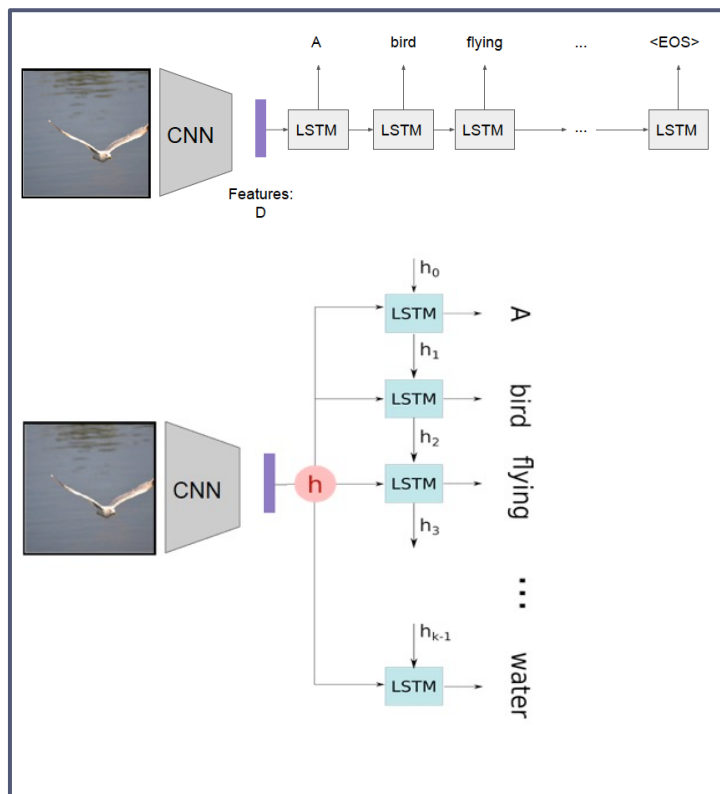 A bird flying ... <EOS>
CNN LSTM LSTM LSTM ... LSTM
Features:
D
h0
LSTM A
h1
LSTM bird
h2
CNN h LSTM flying
h3
...
hk-1
LSTM water